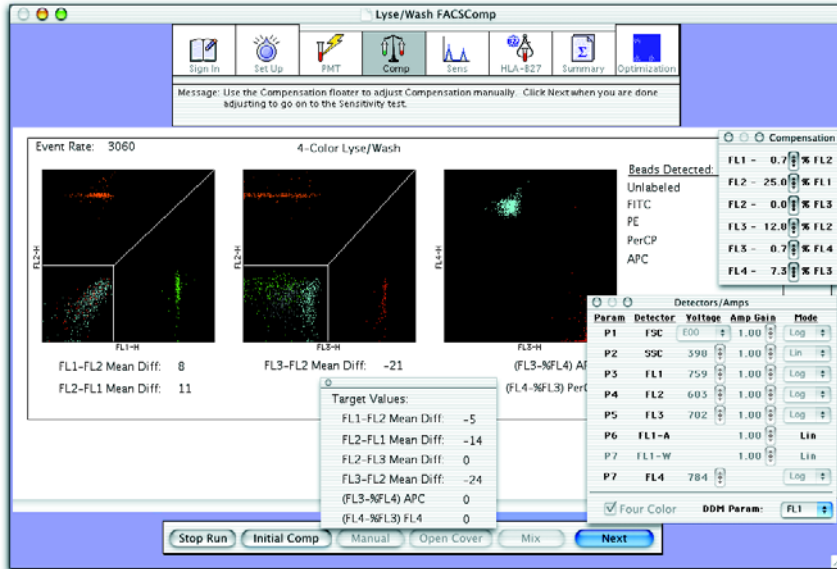 Lyse/Wash FACSComp
Sign In
Set Up
PMT
Comp
Sens
HLA-B27
Summary
Optimization
Message: Use the Compensation floater to adjust Compensation manually. Click Next when you are done
adjusting to go on to the Sensitivity test.
Event Rate: 3060
4-Color Lyse/Wash
FL2-H
FL1-H
FL2-H
FL3-H
FL4-H
FL3-H
FL1-FL2 Mean Diff: 8
FL2-FL1 Mean Diff: 11
FL3-FL2 Mean Diff: -21
(FL3-%FL4) AP
(FL4-%FL3) PerC
Beads Detected:
Unlabeled
FITC
PE
PerCP
APC
Compensation
FL1 - 0.7 % FL2
FL2 - 25.0 % FL1
FL2 - 0.0 % FL3
FL3 - 12.8 % FL2
FL3 - 0.7 % FL4
FL4 - 7.3 % FL3
Detectors/Amps
Param Detector Voltage Amp Gain Mode
P1 FSC E00 1.00 Log
P2 SSC 398 1.00 Lin
P3 FL1 759 1.00 Log
P4 FL2 603 1.00 Log
P5 FL3 702 1.00 Log
P6 FL1-A 1.00 Lin
P7 FL1-W 1.00 Lin
P7 FL4 784 Log
Four Color DDM Param: FL1
Target Values:
FL1-FL2 Mean Diff: -5
FL2-FL1 Mean Diff: -14
FL2-FL3 Mean Diff: 0
FL3-FL2 Mean Diff: -24
(FL3-%FL4) APC 0
(FL4-%FL3) FL4 0
Stop Run
Initial Comp
Manual
Open Cover
Mix
Next